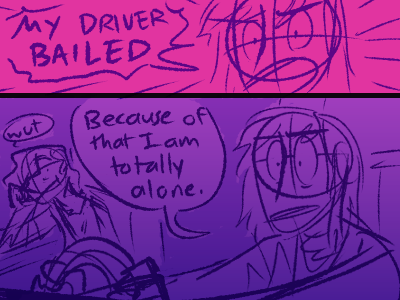 MY DRIVER
BAILED
wut
Because of
that I am
totally
alone.